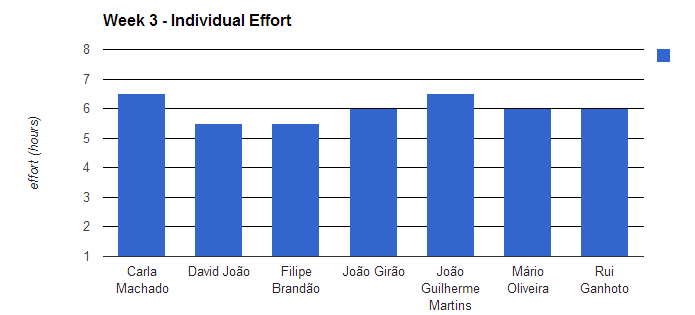 Week 3 - Individual Effort
effort (hours)
8
7
6
5
4
3
2
1
Carla
Machado
David João
Filipe
Brandão
João Girão
João
Guilherme
Martins
Mário
Oliveira
Rui
Ganhoto